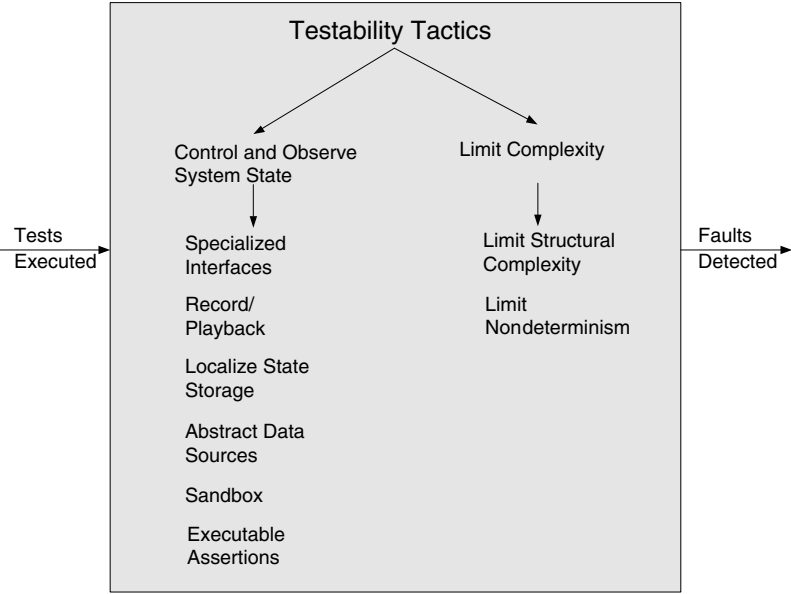 Testability Tactics
Control and Observe
System State
Limit Complexity
Tests
Executed
Specialized
Interfaces
Record/
Playback
Localize State
Storage
Abstract Data
Sources
Sandbox
Executable
Assertions
Limit Structural
Complexity
Limit
Nondeterminism
Faults
Detected